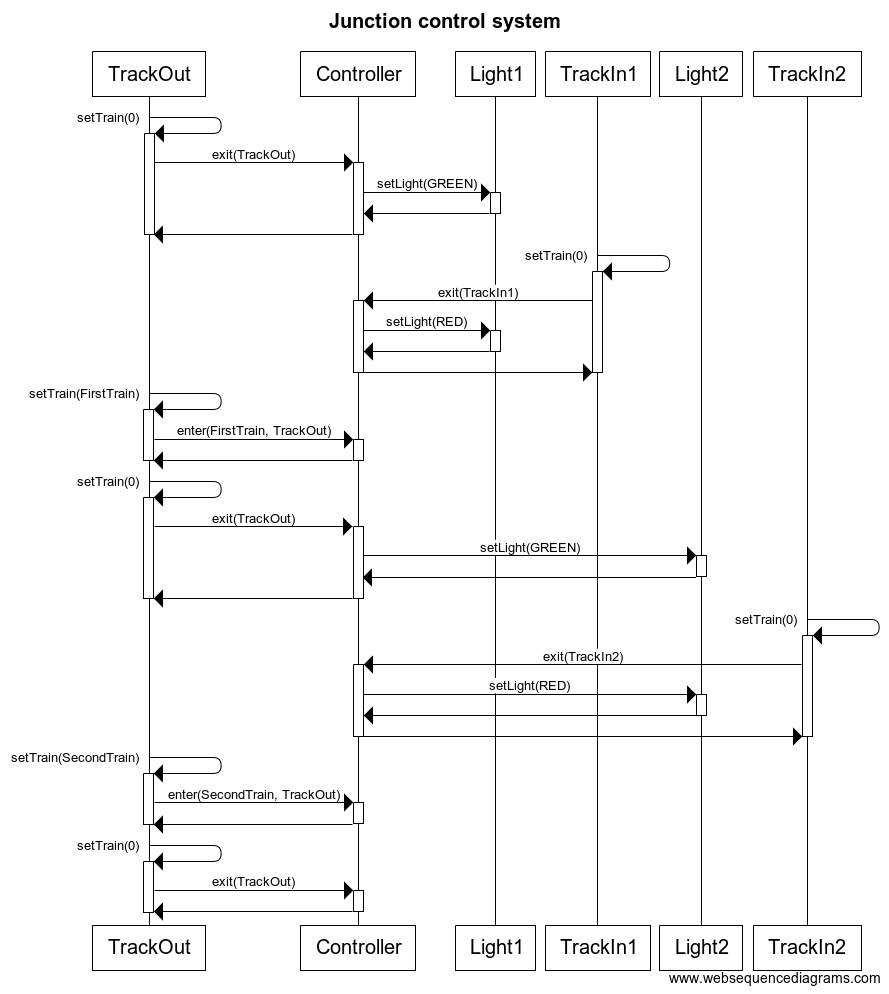 Junction control system
TrackOut Controller Light1 TrackIn1 Light2 TrackIn2
setTrain(0)
exit(TrackOut)
setLight(GREEN)
setTrain(0)
exit(TrackIn1)
setLight(RED)
setTrain(FirstTrain)
enter(FirstTrain, TrackOut)
setTrain(0)
exit(TrackOut)
setLight(GREEN)
setTrain(0)
exit(TrackIn2)
setLight(RED)
setTrain(SecondTrain)
enter(SecondTrain, TrackOut)
setTrain(0)
exit(TrackOut)
TrackOut Controller Light1 TrackIn1 Light2 TrackIn2
www.websequencediagrams.com